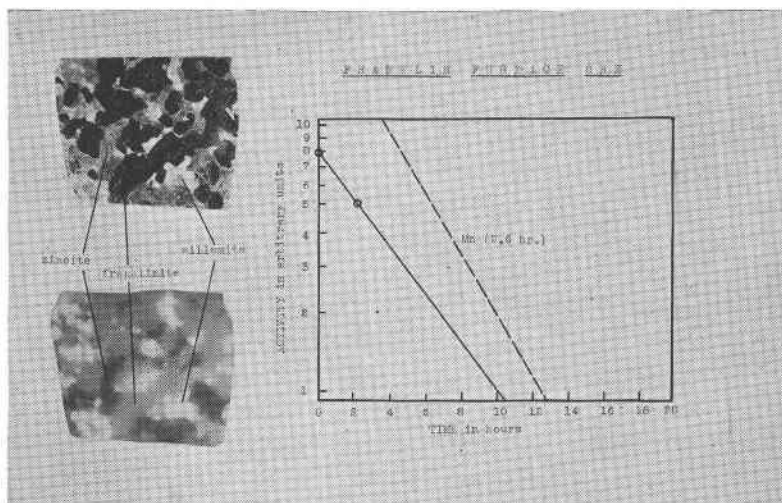 FRANKLIN FURNACE ORE
10
9
8
7
6
5
4
3
2
1
ACTIVITY in arbitrary units
Mn (2.6 hr.)
zincite
franklinite
willemite
0 2 4 6 8 10 12 14 16 18 20
TIME in hours